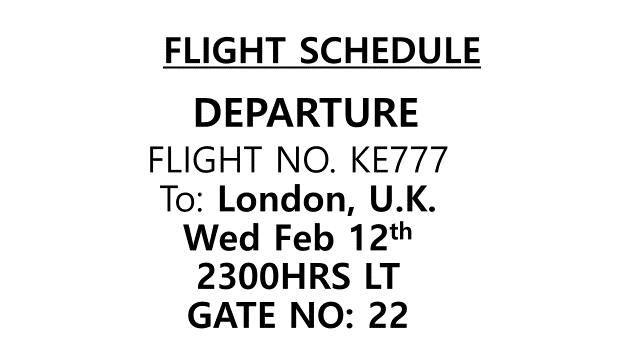 FLIGHT SCHEDULE
DEPARTURE
FLIGHT NO. KE777
To: London, U.K.
Wed Feb 12th
2300HRS LT
GATE NO: 22